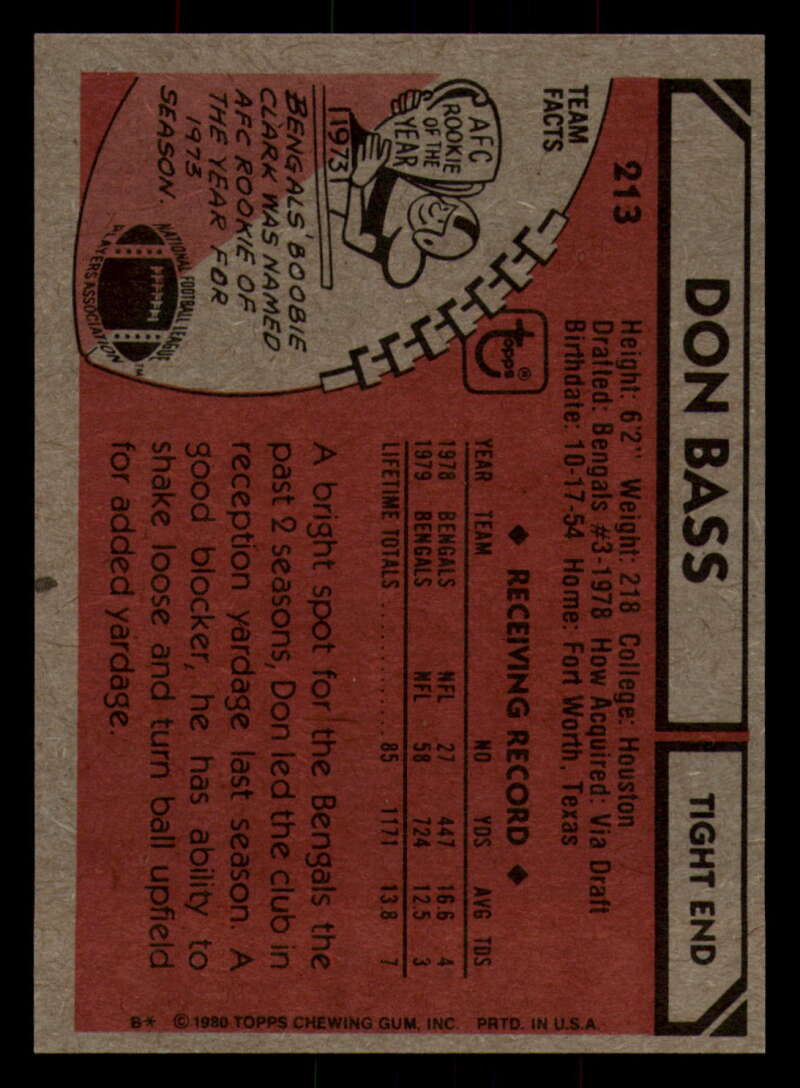 DON BASS
TIGHT END
213
Height: 6'2" Weight: 218 College: Houston
Drafted: Bengals #3-1978 How Acquired: Via Draft
Birthdate: 10-17-54 Home: Fort Worth, Texas
TEAM
FACTS
AFC
ROOKIE
OF THE
YEAR
1973
BENGALS' BOOBIE
CLARK WAS NAMED
AFC ROOKIE OF
THE YEAR FOR
1973
SEASON.
NATIONAL FOOTBALL LEAGUE
PLAYERS ASSOCIATION™
Topps®
◆ RECEIVING RECORD ◆
YEAR TEAM NO YDS AVG TDS
1978 BENGALS NFL 27 447 16.6 4
1979 BENGALS NFL 58 724 12.5 3
LIFETIME TOTALS .................. 85 1171 13.8 7
A bright spot for the Bengals the
past 2 seasons, Don led the club in
reception yardage last season. A
good blocker, he has ability to
shake loose and turn ball upfield
for added yardage.
B* ©1980 TOPPS CHEWING GUM, INC. PRTD. IN U.S.A.